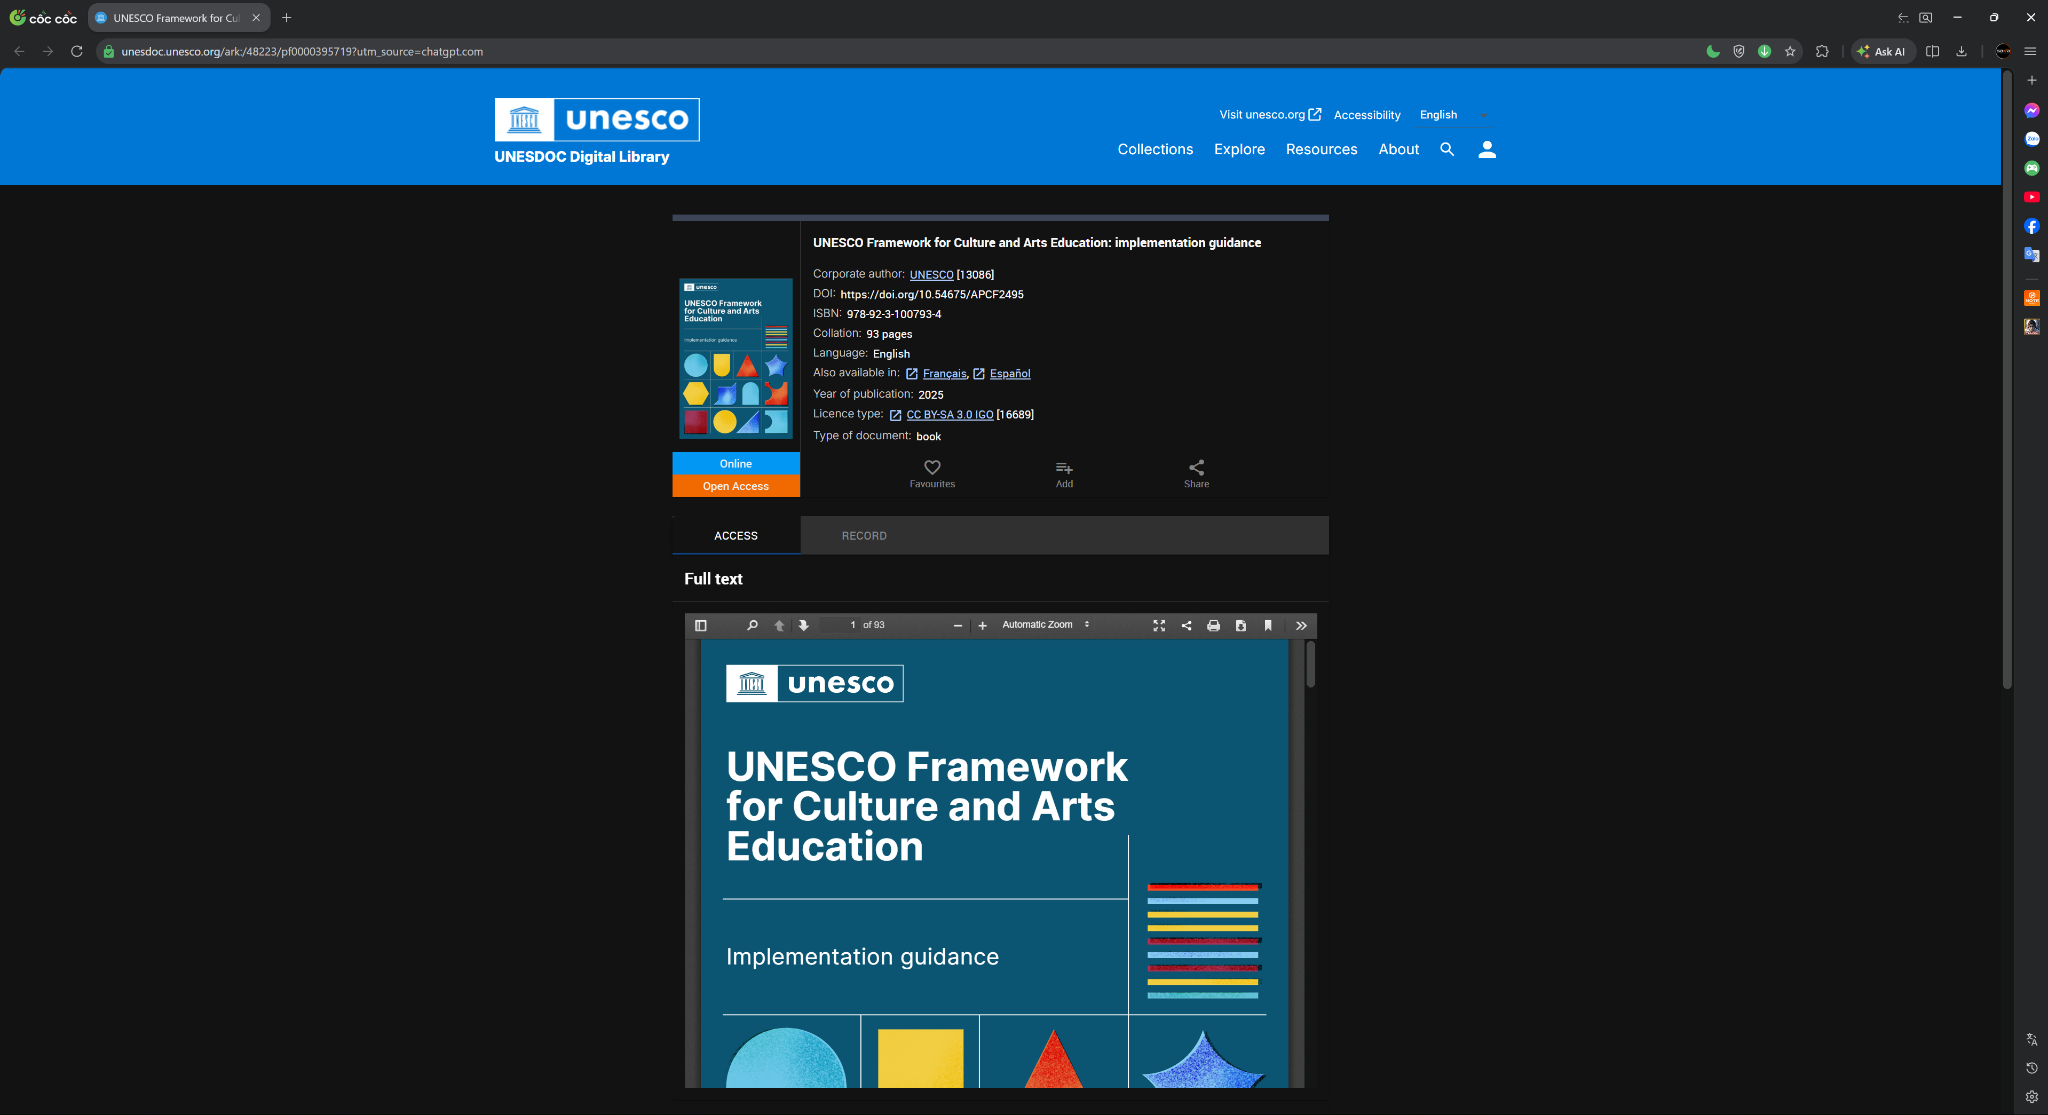 cốc cốc
UNESCO Framework for Cul
unesdoc.unesco.org/ark:/48223/pf0000395719?utm_source=chatgpt.com
Ask AI
unesco
UNESDOC Digital Library
Visit unesco.org
Accessibility
English
Collections
Explore
Resources
About
unesco
UNESCO Framework
for Culture and Arts
Education
Implementation guidance
Online
Open Access
UNESCO Framework for Culture and Arts Education: implementation guidance
Corporate author: UNESCO [13086]
DOI: https://doi.org/10.54675/APCF2495
ISBN: 978-92-3-100793-4
Collation: 93 pages
Language: English
Also available in: Français, Español
Year of publication: 2025
Licence type: CC BY-SA 3.0 IGO [16689]
Type of document: book
Favourites
Add
Share
ACCESS
RECORD
Full text
1 of 93
Automatic Zoom
unesco
UNESCO Framework
for Culture and Arts
Education
Implementation guidance
Zalo